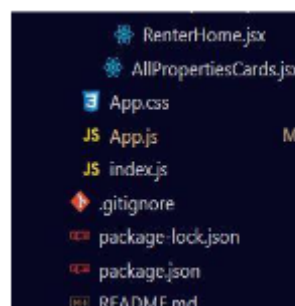 RenterHome.jsx
AllPropertiesCards.jsx
App.css
JS App.js M
JS index.js
.gitignore
package-lock.json
package.json
README.md